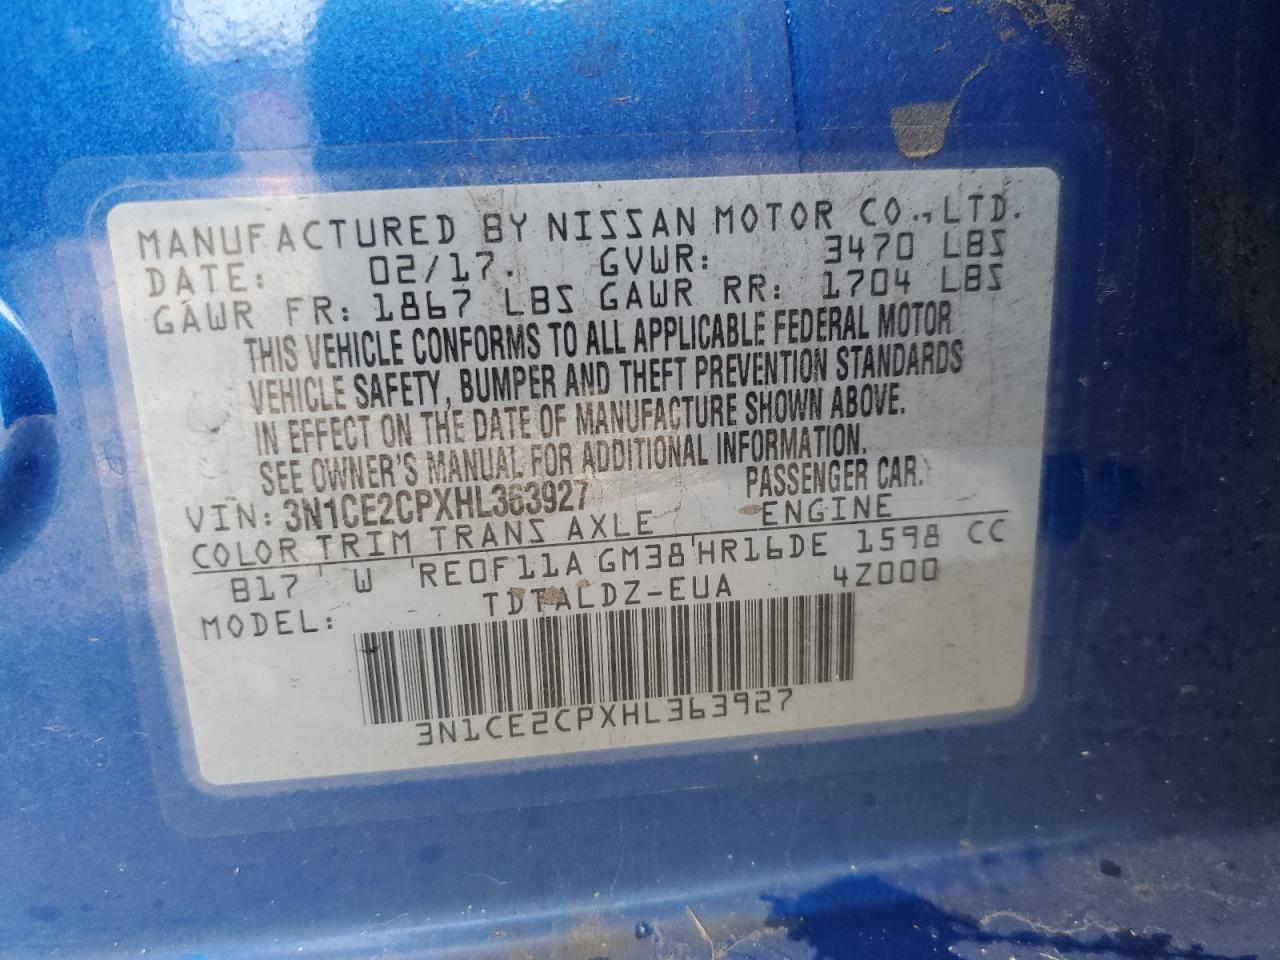 MANUFACTURED BY NISSAN MOTOR CO., LTD.
DATE: 02/17. GVWR: 3470 LBS
GAWR FR: 1867 LBS GAWR RR: 1704 LBS
THIS VEHICLE CONFORMS TO ALL APPLICABLE FEDERAL MOTOR
VEHICLE SAFETY, BUMPER AND THEFT PREVENTION STANDARDS
IN EFFECT ON THE DATE OF MANUFACTURE SHOWN ABOVE.
SEE OWNER'S MANUAL FOR ADDITIONAL INFORMATION.
VIN: 3N1CE2CPXHL363927 PASSENGER CAR.
COLOR TRIM TRANS AXLE ENGINE
B17 W RE0F11A GM38 HR16DE 1598 CC
MODEL: TDTALDZ-EUA 4Z000
3N1CE2CPXHL363927